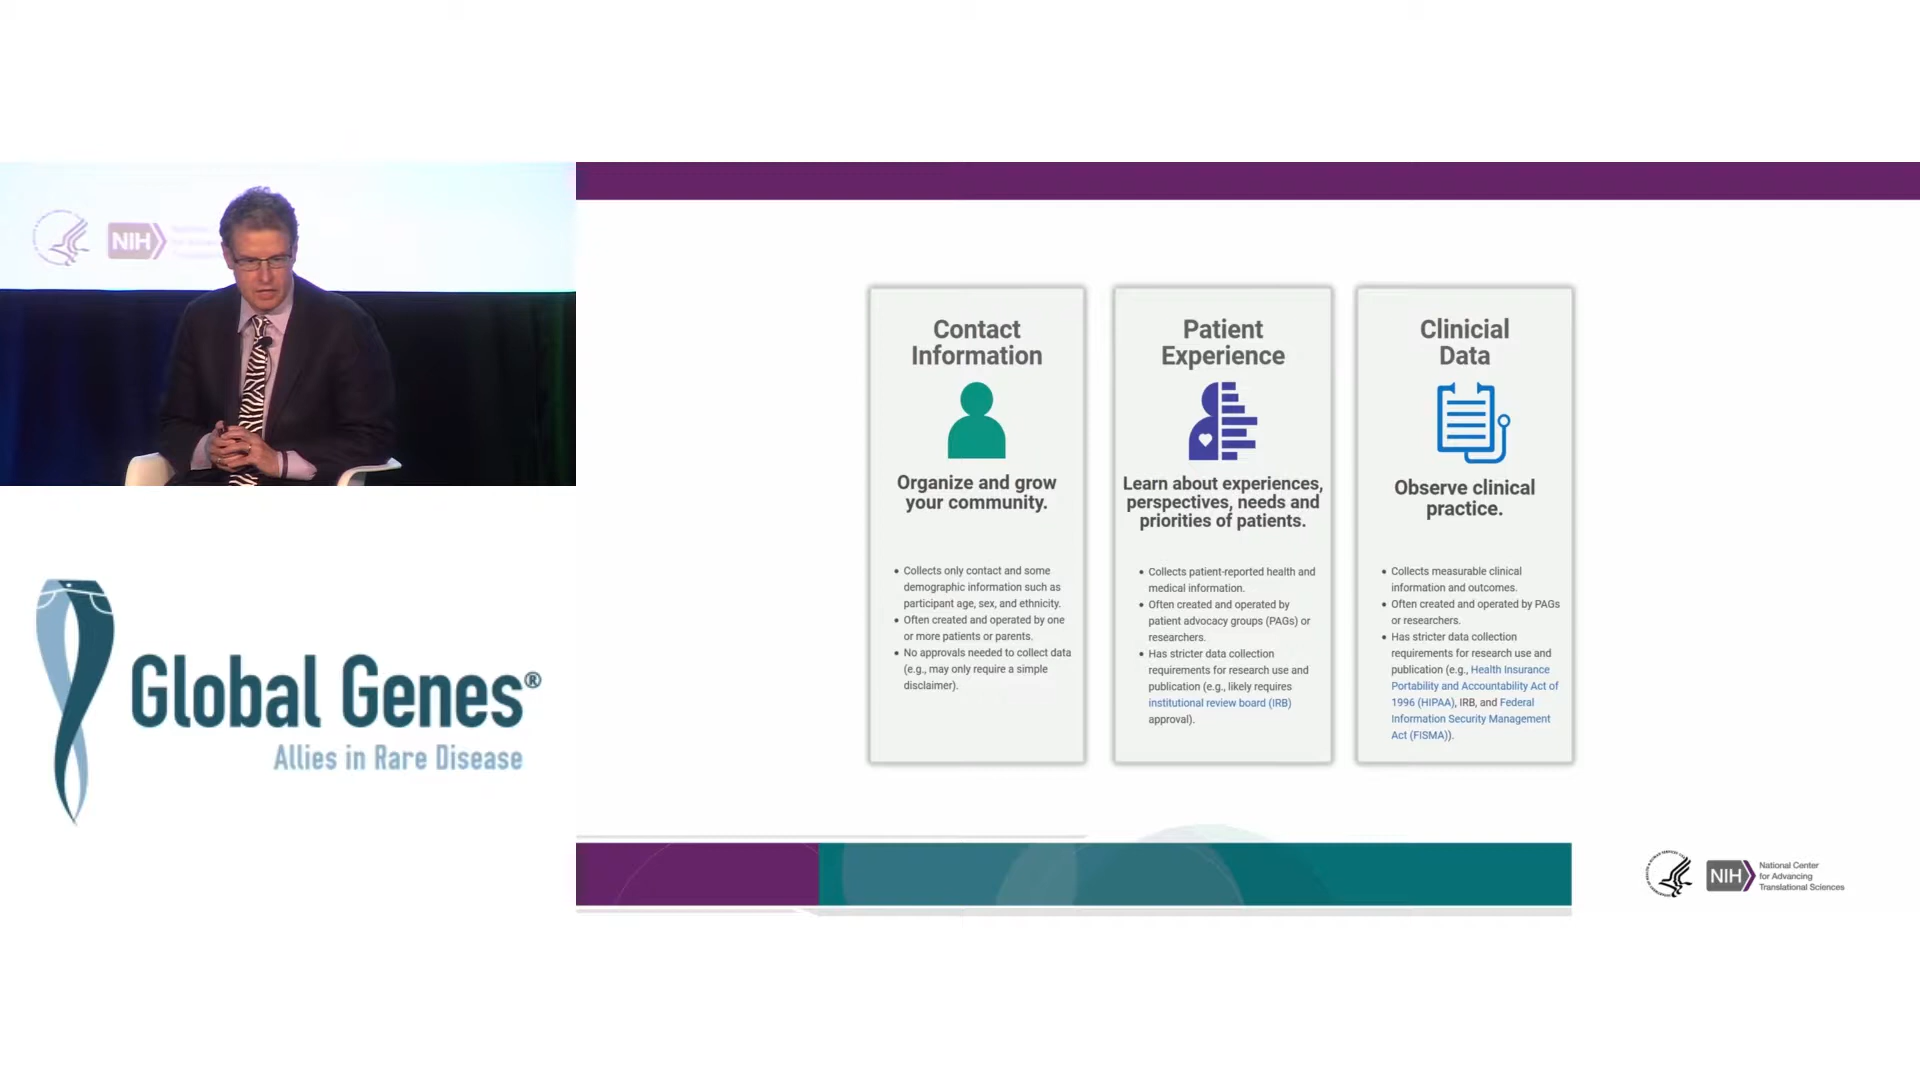 NIH
Global Genes®
Allies in Rare Disease
Contact
Information
Organize and grow
your community.
• Collects only contact and some
demographic information such as
participant age, sex, and ethnicity.
• Often created and operated by one
or more patients or parents.
• No approvals needed to collect data
(e.g., may only require a simple
disclaimer).
Patient
Experience
Learn about experiences,
perspectives, needs and
priorities of patients.
• Collects patient-reported health and
medical information.
• Often created and operated by
patient advocacy groups (PAGs) or
researchers.
• Has stricter data collection
requirements for research use and
publication (e.g., likely requires
institutional review board (IRB)
approval).
Clinicial
Data
Observe clinical
practice.
• Collects measurable clinical
information and outcomes.
• Often created and operated by PAGs
or researchers.
• Has stricter data collection
requirements for research use and
publication (e.g., Health Insurance
Portability and Accountability Act of
1996 (HIPAA), IRB, and Federal
Information Security Management
Act (FISMA)).
NIH
National Center
for Advancing
Translational Sciences